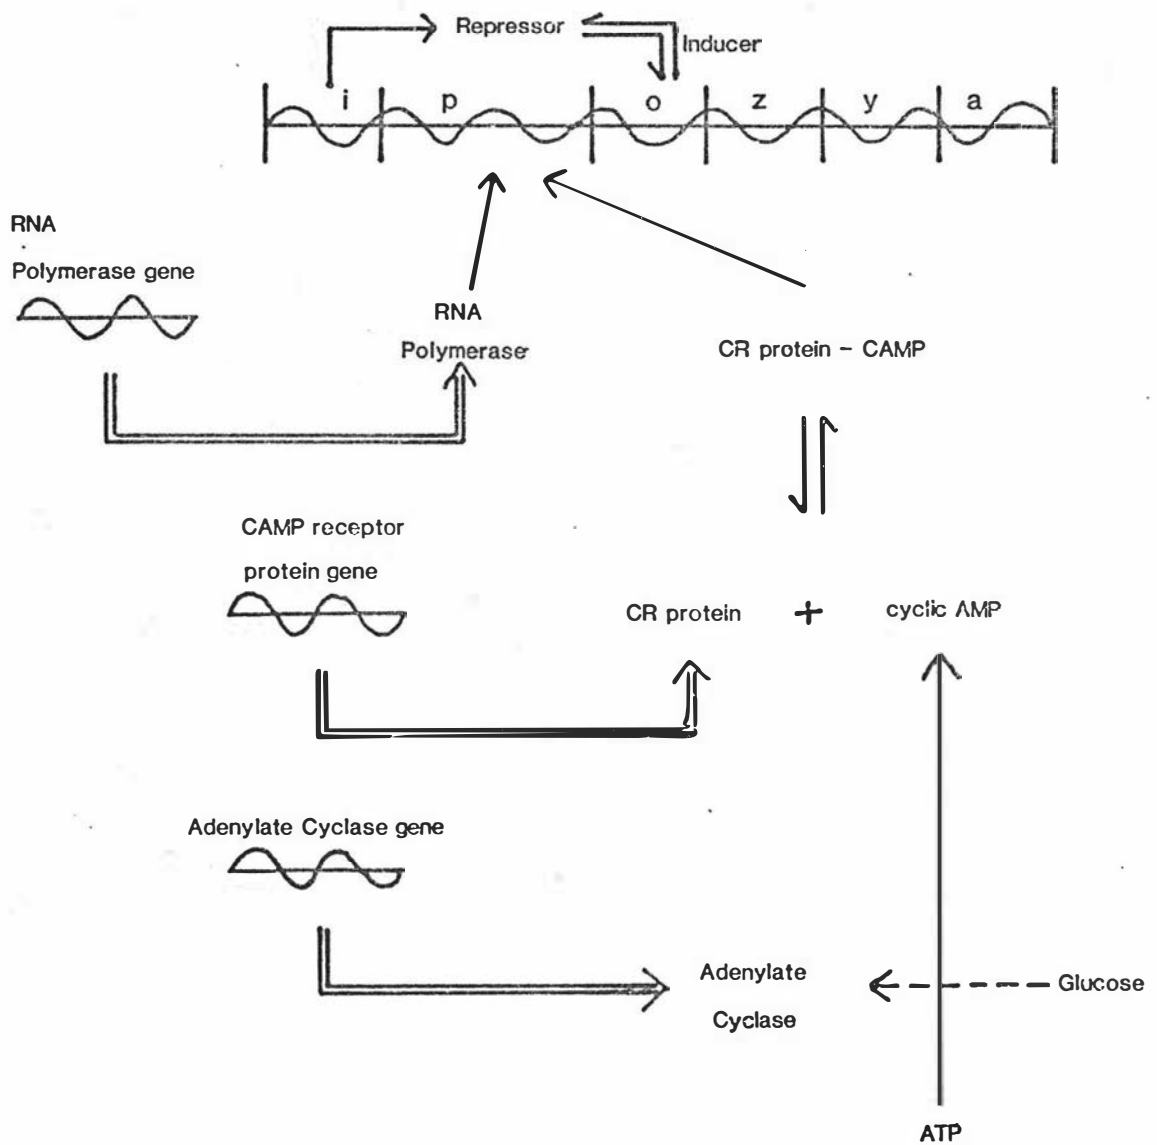 Repressor
Inducer
i p o z y a
RNA
Polymerase gene
RNA
Polymerase
CR protein - CAMP
CAMP receptor
protein gene
CR protein + cyclic AMP
Adenylate Cyclase gene
Adenylate
Cyclase
Glucose
ATP